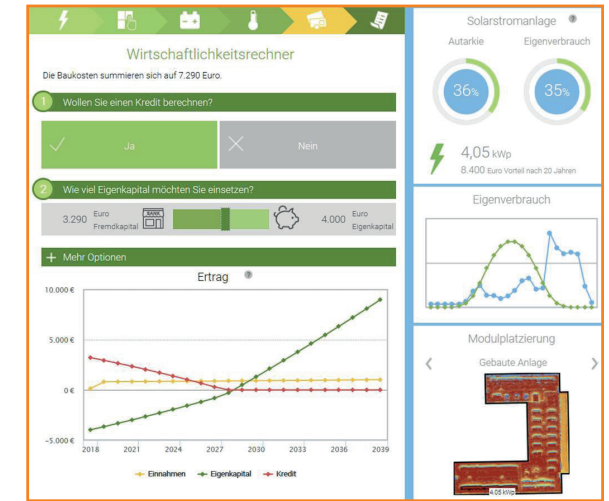 Wirtschaftlichkeitsrechner
Die Baukosten summieren sich auf 7.290 Euro.
1 Wollen Sie einen Kredit berechnen?
Ja
Nein
2 Wie viel Eigenkapital möchten Sie einsetzen?
3.290 Euro Fremdkapital
BANK
4.000 Euro Eigenkapital
+ Mehr Optionen
Ertrag ?
10.000 €
5.000 €
0 €
-5.000 €
2018 2021 2024 2027 2030 2033 2036 2039
Einnahmen Eigenkapital Kredit
Solarstromanlage ?
Autarkie Eigenverbrauch
36% 35%
4,05 kWp
8.400 Euro Vorteil nach 20 Jahren
Eigenverbrauch
Modulplatzierung
Gebaute Anlage
4.05 kWp